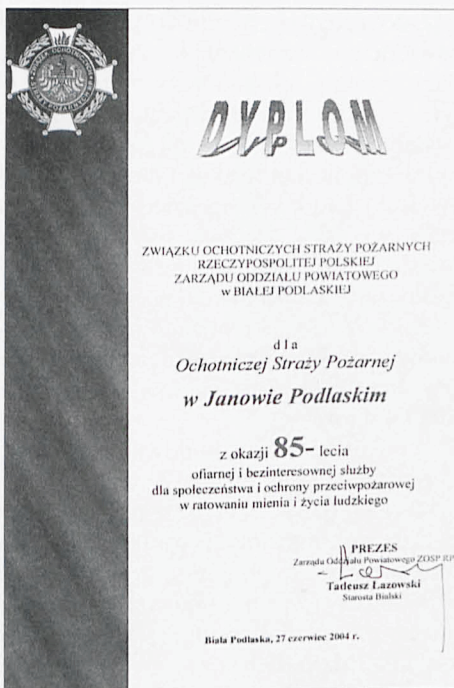 DYPLOM
ZWIĄZKU OCHOTNICZYCH STRAŻY POŻARNYCH
RZECZYPOSPOLITEJ POLSKIEJ
ZARZĄDU ODDZIAŁU POWIATOWEGO
w BIAŁEJ PODLASKIEJ
dla
Ochotniczej Straży Pożarnej
w Janowie Podlaskim
z okazji 85- lecia
ofiarnej i bezinteresownej służby
dla społeczeństwa i ochrony przeciwpożarowej
w ratowaniu mienia i życia ludzkiego
PREZES
Zarządu Oddziału Powiatowego ZOSP RP
Tadeusz Łazowski
Starosta Bialski
Biała Podlaska, 27 czerwiec 2004 r.